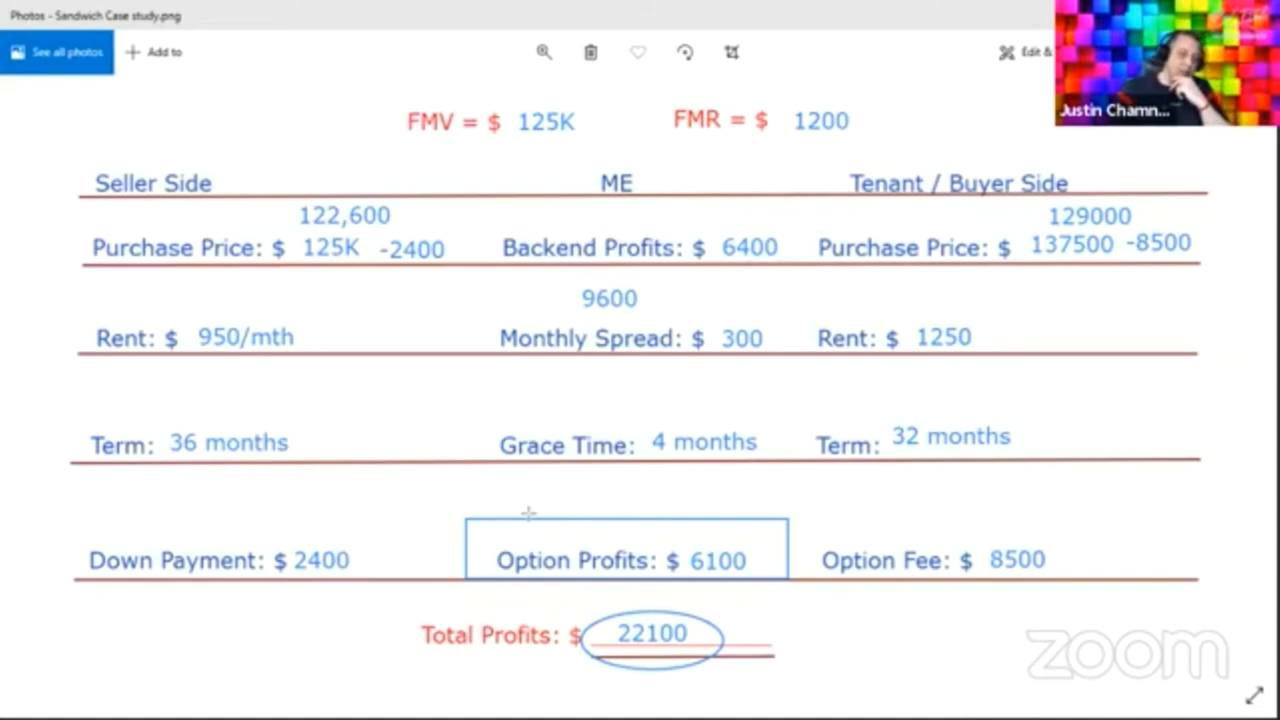 Photos - Sandwich Case study.png
See all photos Add to Edit &
Justin Chamn...
FMV = $ 125K FMR = $ 1200
Seller Side ME Tenant / Buyer Side
122,600 129000
Purchase Price: $ 125K -2400 Backend Profits: $ 6400 Purchase Price: $ 137500 -8500
9600
Rent: $ 950/mth Monthly Spread: $ 300 Rent: $ 1250
Term: 36 months Grace Time: 4 months Term: 32 months
Down Payment: $ 2400 Option Profits: $ 6100 Option Fee: $ 8500
Total Profits: $ 22100
zoom